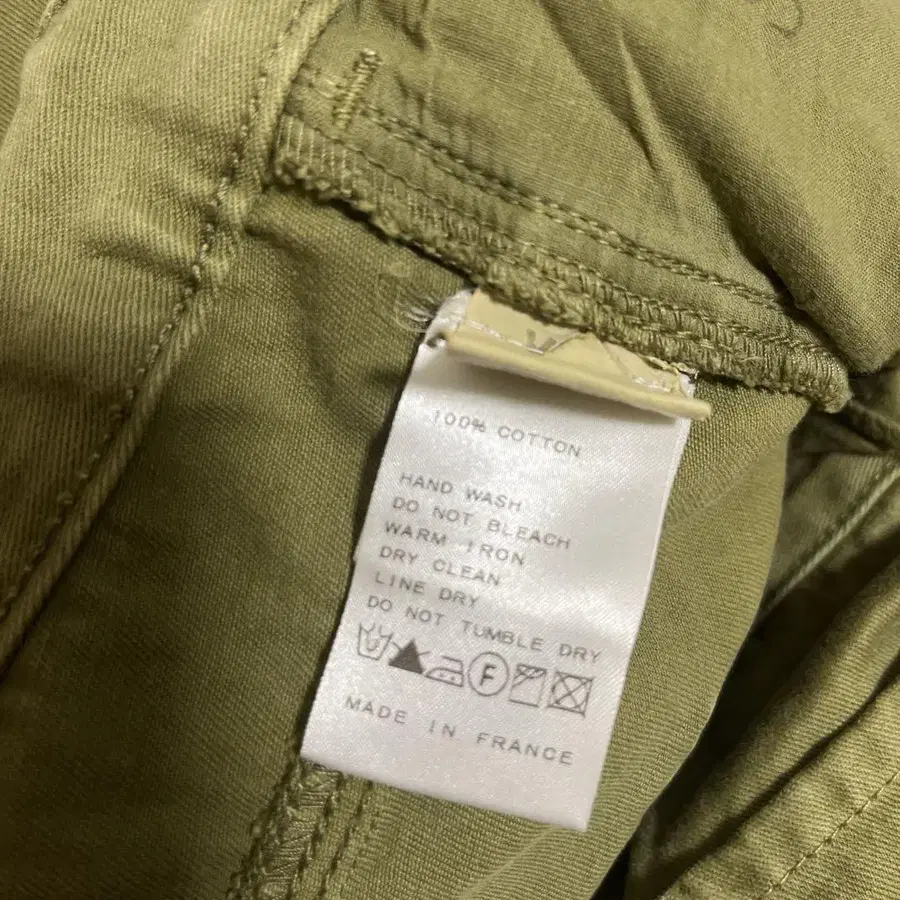 100% COTTON
HAND WASH
DO NOT BLEACH
WARM IRON
DRY CLEAN
LINE DRY
DO NOT TUMBLE DRY
F
MADE IN FRANCE